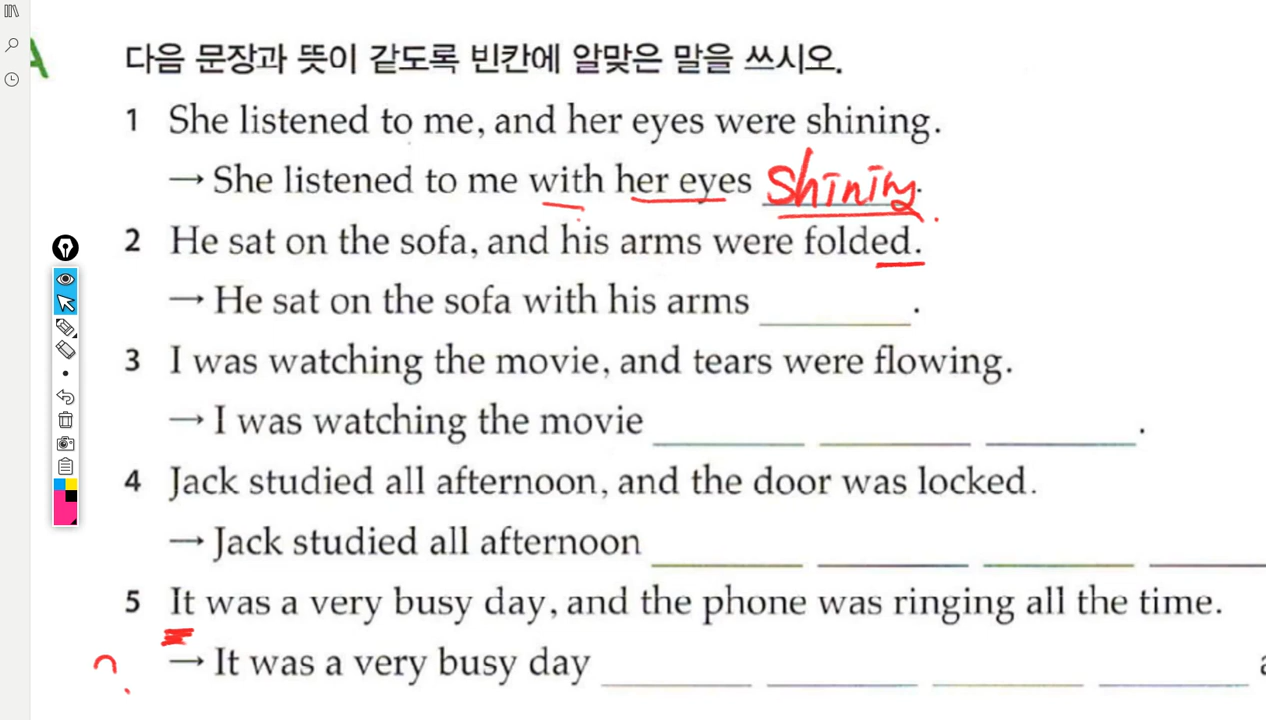 A 다음 문장과 뜻이 같도록 빈칸에 알맞은 말을 쓰시오.
1 She listened to me, and her eyes were shining.
→ She listened to me with her eyes shining.
2 He sat on the sofa, and his arms were folded.
→ He sat on the sofa with his arms ________.
3 I was watching the movie, and tears were flowing.
→ I was watching the movie ________ ________ ________.
4 Jack studied all afternoon, and the door was locked.
→ Jack studied all afternoon ________ ________ ________ ________
5 It was a very busy day, and the phone was ringing all the time.
? → It was a very busy day ________ ________ ________ ________